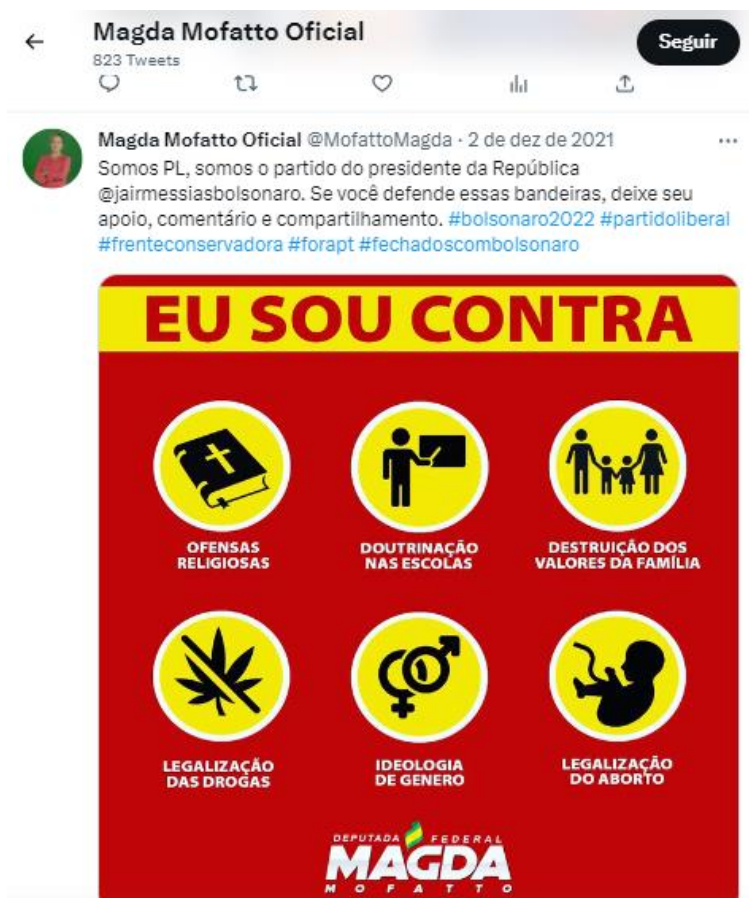 Magda Mofatto Oficial
823 Tweets
Seguir
Magda Mofatto Oficial @MofattoMagda · 2 de dez de 2021
Somos PL, somos o partido do presidente da República
@jairmessiasbolsonaro. Se você defende essas bandeiras, deixe seu
apoio, comentário e compartilhamento. #bolsonaro2022 #partidoliberal
#frenteconservadora #forapt #fechadoscombolsonaro
EU SOU CONTRA
OFENSAS
RELIGIOSAS
DOUTRINAÇÃO
NAS ESCOLAS
DESTRUIÇÃO DOS
VALORES DA FAMÍLIA
LEGALIZAÇÃO
DAS DROGAS
IDEOLOGIA
DE GENERO
LEGALIZAÇÃO
DO ABORTO
DEPUTADA FEDERAL
MAGDA
MOFATTO